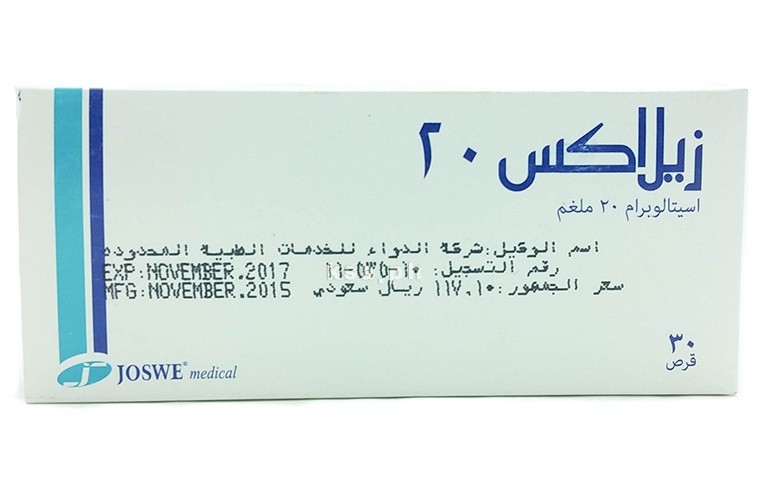 زيلاكس ٢٠
اسيتالوبرام ٢٠ ملغم
اسم الوكيل: شركة الدواء للخدمات الطبية المحدودة
رقم التسجيل:
EXP:NOVEMBER.2017
سعر الجمهور: ١١٧,١٠ ريال سعودي
MFG:NOVEMBER.2015
٣٠
قرص
JOSWE® medical